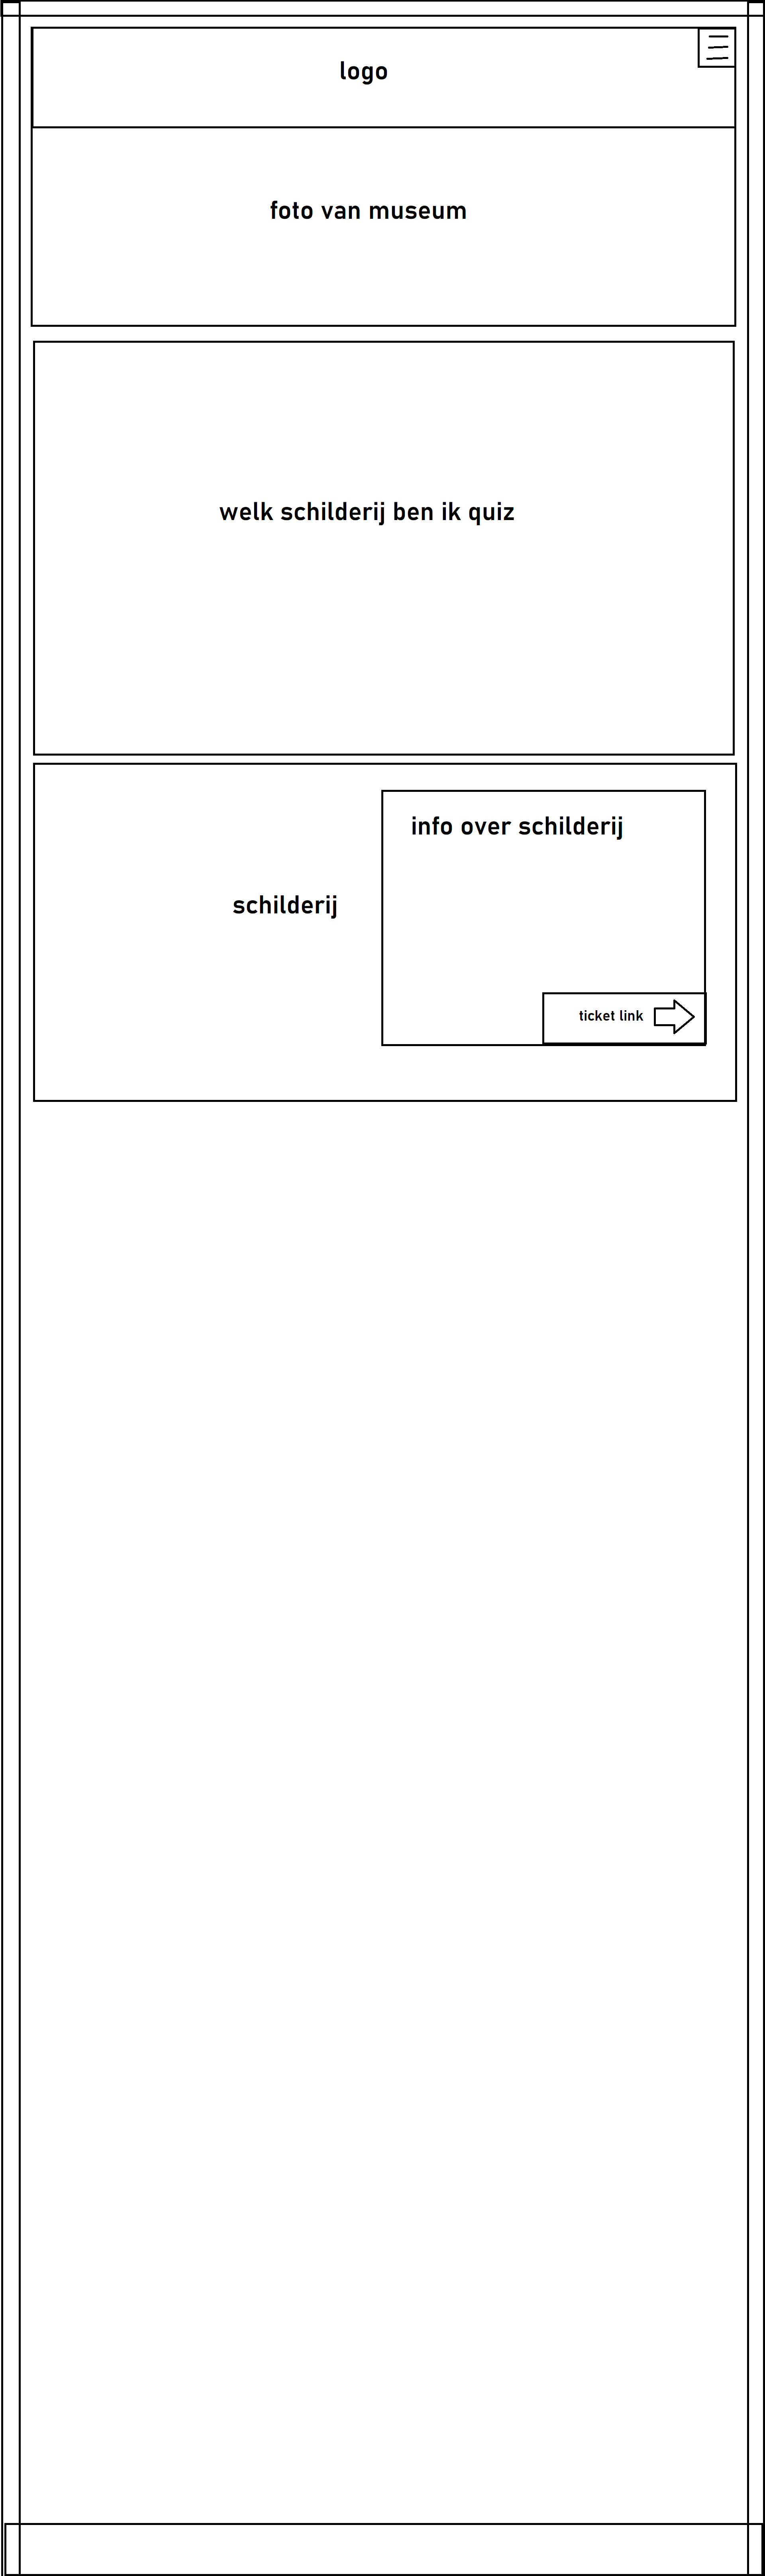 logo
foto van museum
welk schilderij ben ik quiz
info over schilderij
schilderij
ticket link